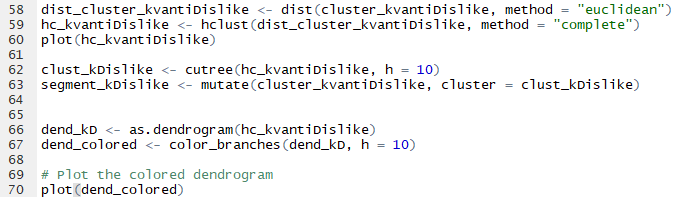 58 dist_cluster_kvantiDislike <- dist(cluster_kvantiDislike, method = "euclidean")
59 hc_kvantiDislike <- hclust(dist_cluster_kvantiDislike, method = "complete")
60 plot(hc_kvantiDislike)
61
62 clust_kDislike <- cutree(hc_kvantiDislike, h = 10)
63 segment_kDislike <- mutate(cluster_kvantiDislike, cluster = clust_kDislike)
64
65
66 dend_kD <- as.dendrogram(hc_kvantiDislike)
67 dend_colored <- color_branches(dend_kD, h = 10)
68
69 # Plot the colored dendrogram
70 plot(dend_colored)